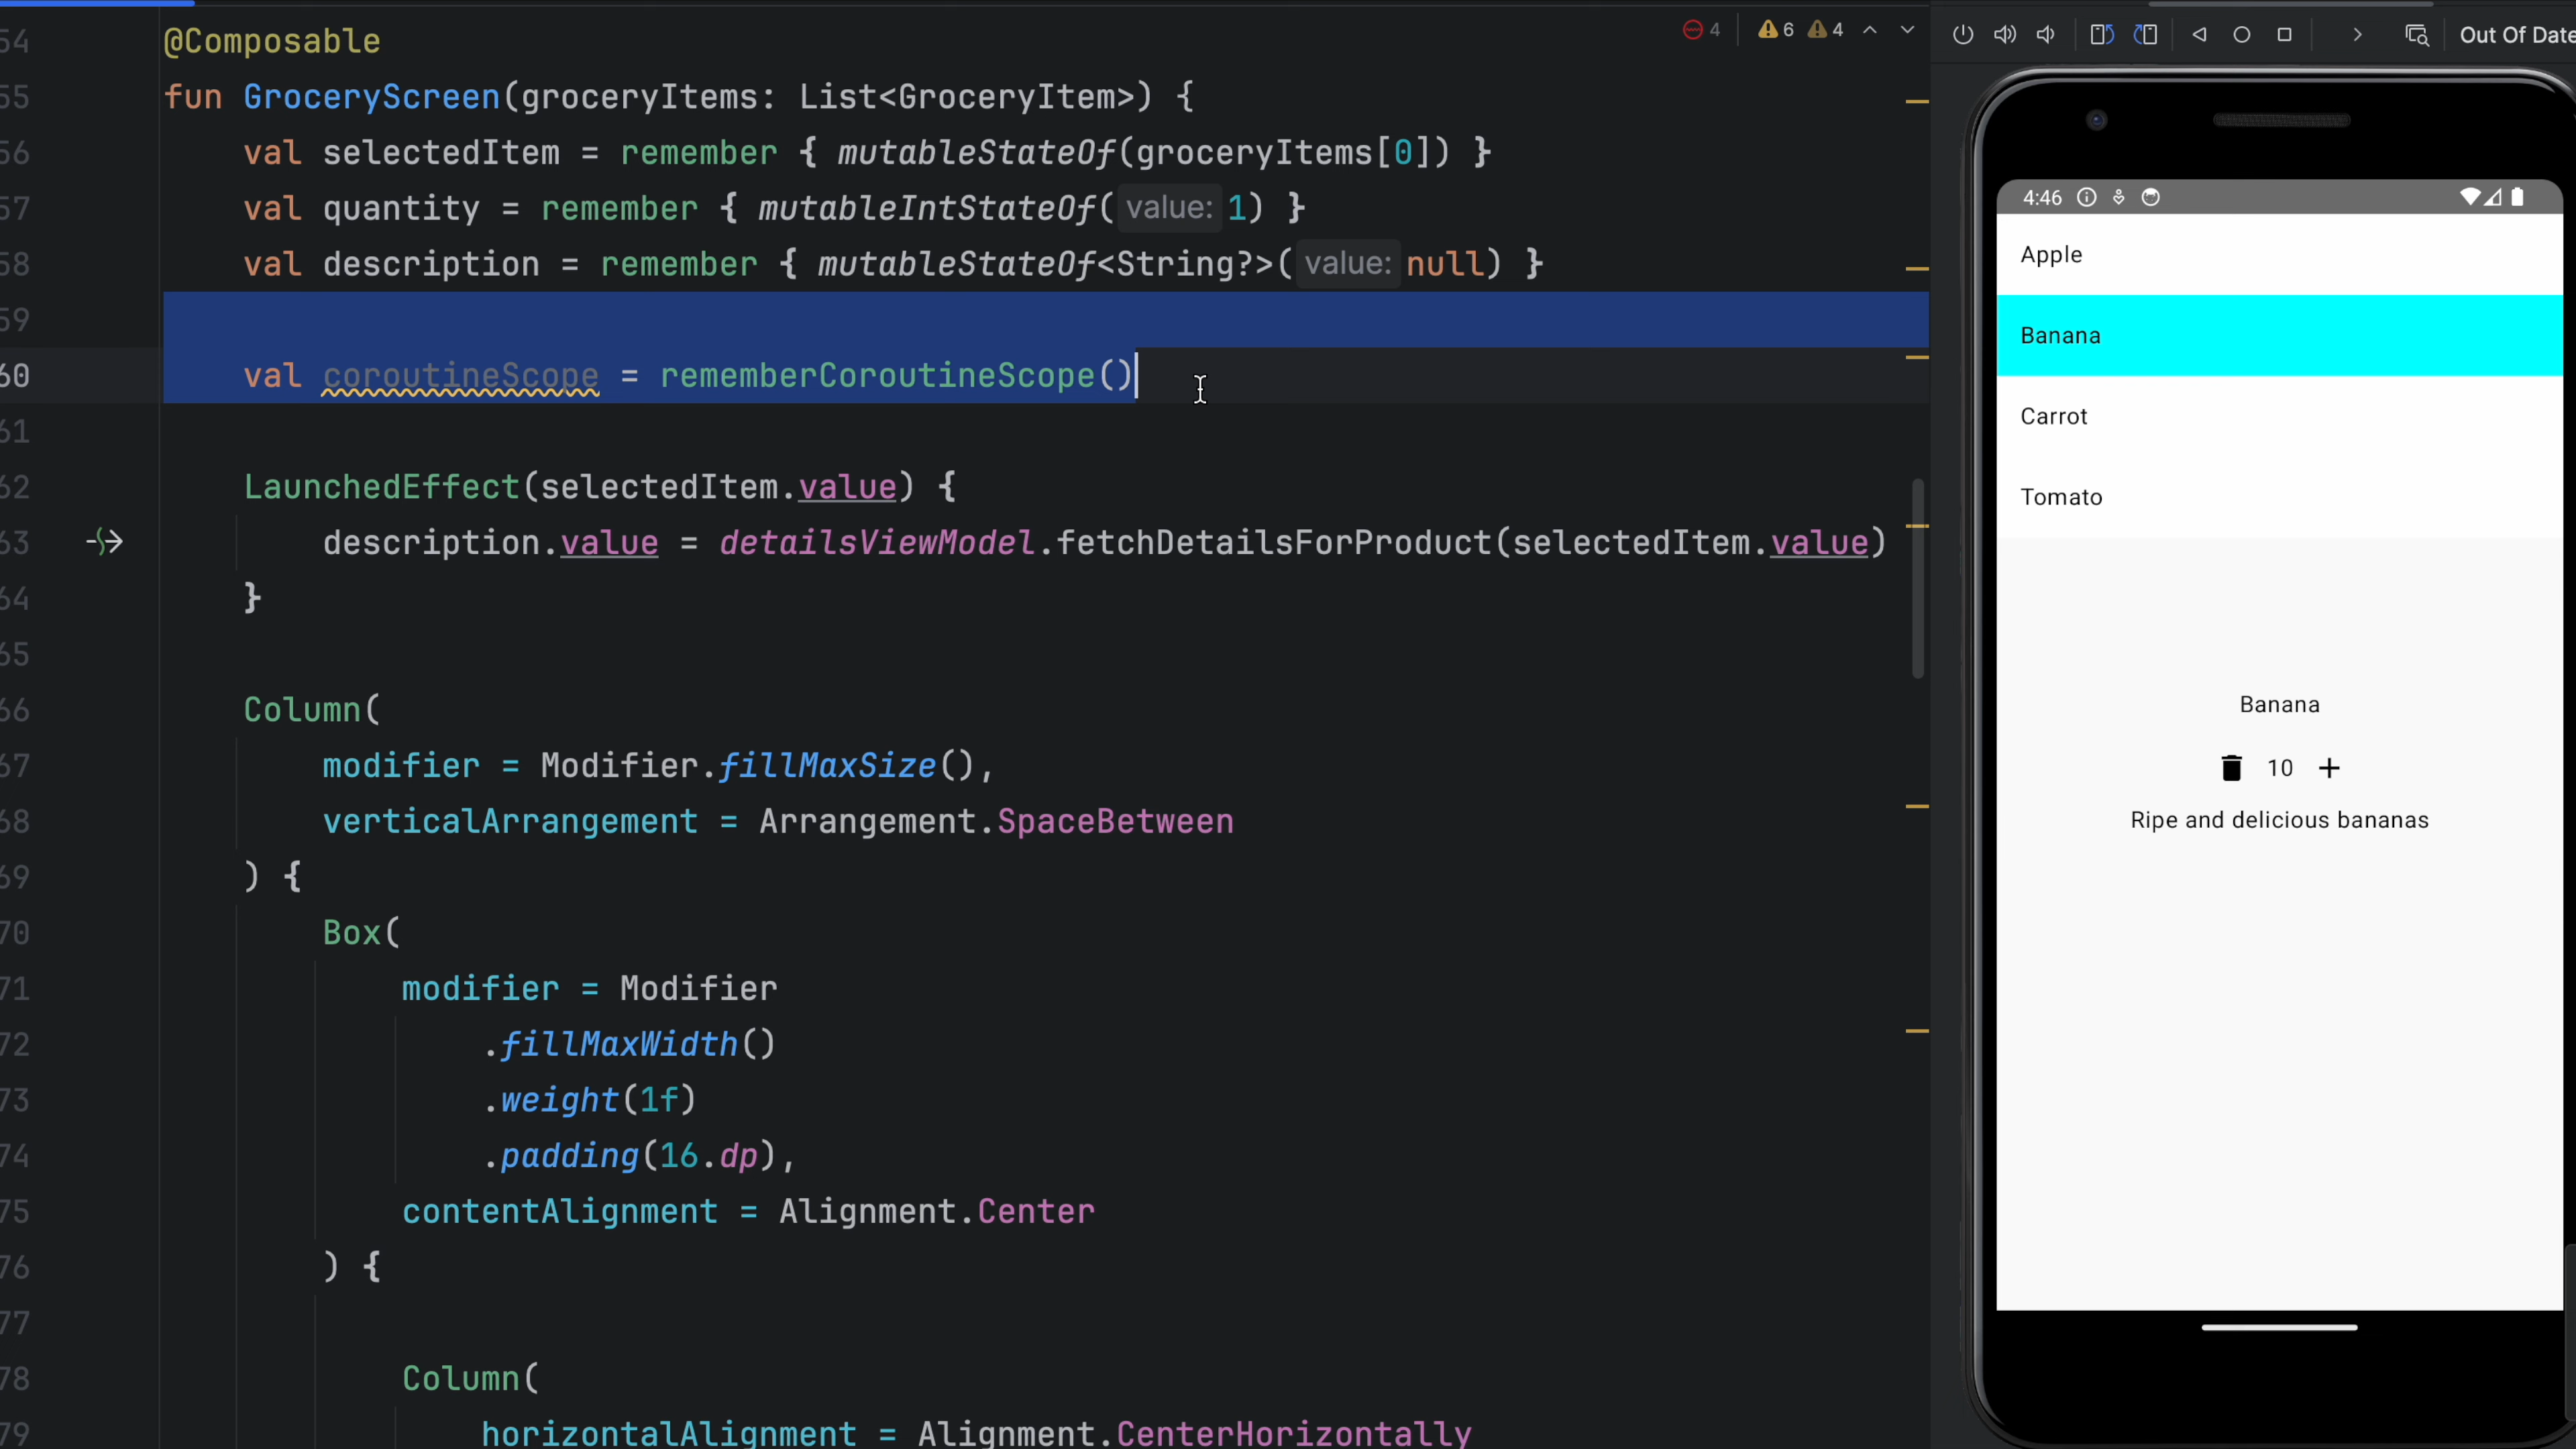 54 @Composable
55 fun GroceryScreen(groceryItems: List<GroceryItem>) {
56 val selectedItem = remember { mutableStateOf(groceryItems[0]) }
57 val quantity = remember { mutableIntStateOf( value: 1) }
58 val description = remember { mutableStateOf<String?>( value: null) }
59
60 val coroutineScope = rememberCoroutineScope()
61
62 LaunchedEffect(selectedItem.value) {
63 description.value = detailsViewModel.fetchDetailsForProduct(selectedItem.value)
64 }
65
66 Column(
67 modifier = Modifier.fillMaxSize(),
68 verticalArrangement = Arrangement.SpaceBetween
69 ) {
70 Box(
71 modifier = Modifier
72 .fillMaxWidth()
73 .weight(1f)
74 .padding(16.dp),
75 contentAlignment = Alignment.Center
76 ) {
77
78 Column(
79 horizontalAlignment = Alignment.CenterHorizontally
4 6 4
Out Of Date
4:46
Apple
Banana
Carrot
Tomato
Banana
10
Ripe and delicious bananas